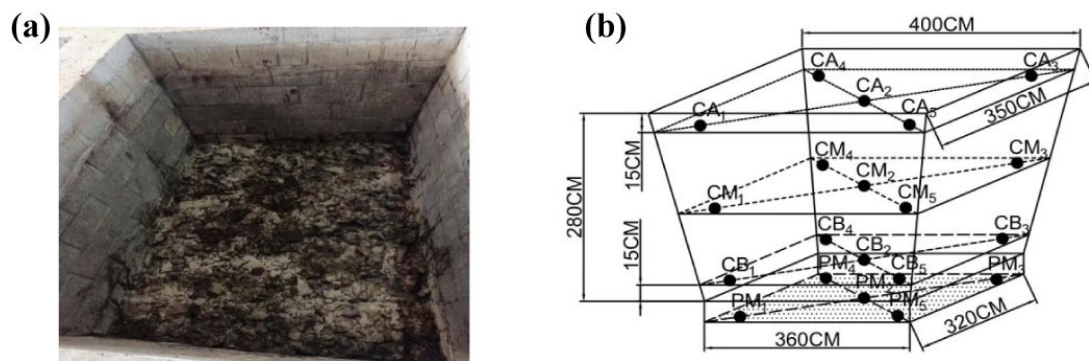 (a)
(b)
400CM
CA₄
CA₃
CA₂
CA₁
CA₅
350CM
15CM
280CM
CM₄
CM₃
CM₂
CM₁
CM₅
CB₄
CB₃
CB₂
CB₁
CB₅
15CM
PM₄
PM₃
PM₂
PM₁
PM₅
360CM
320CM